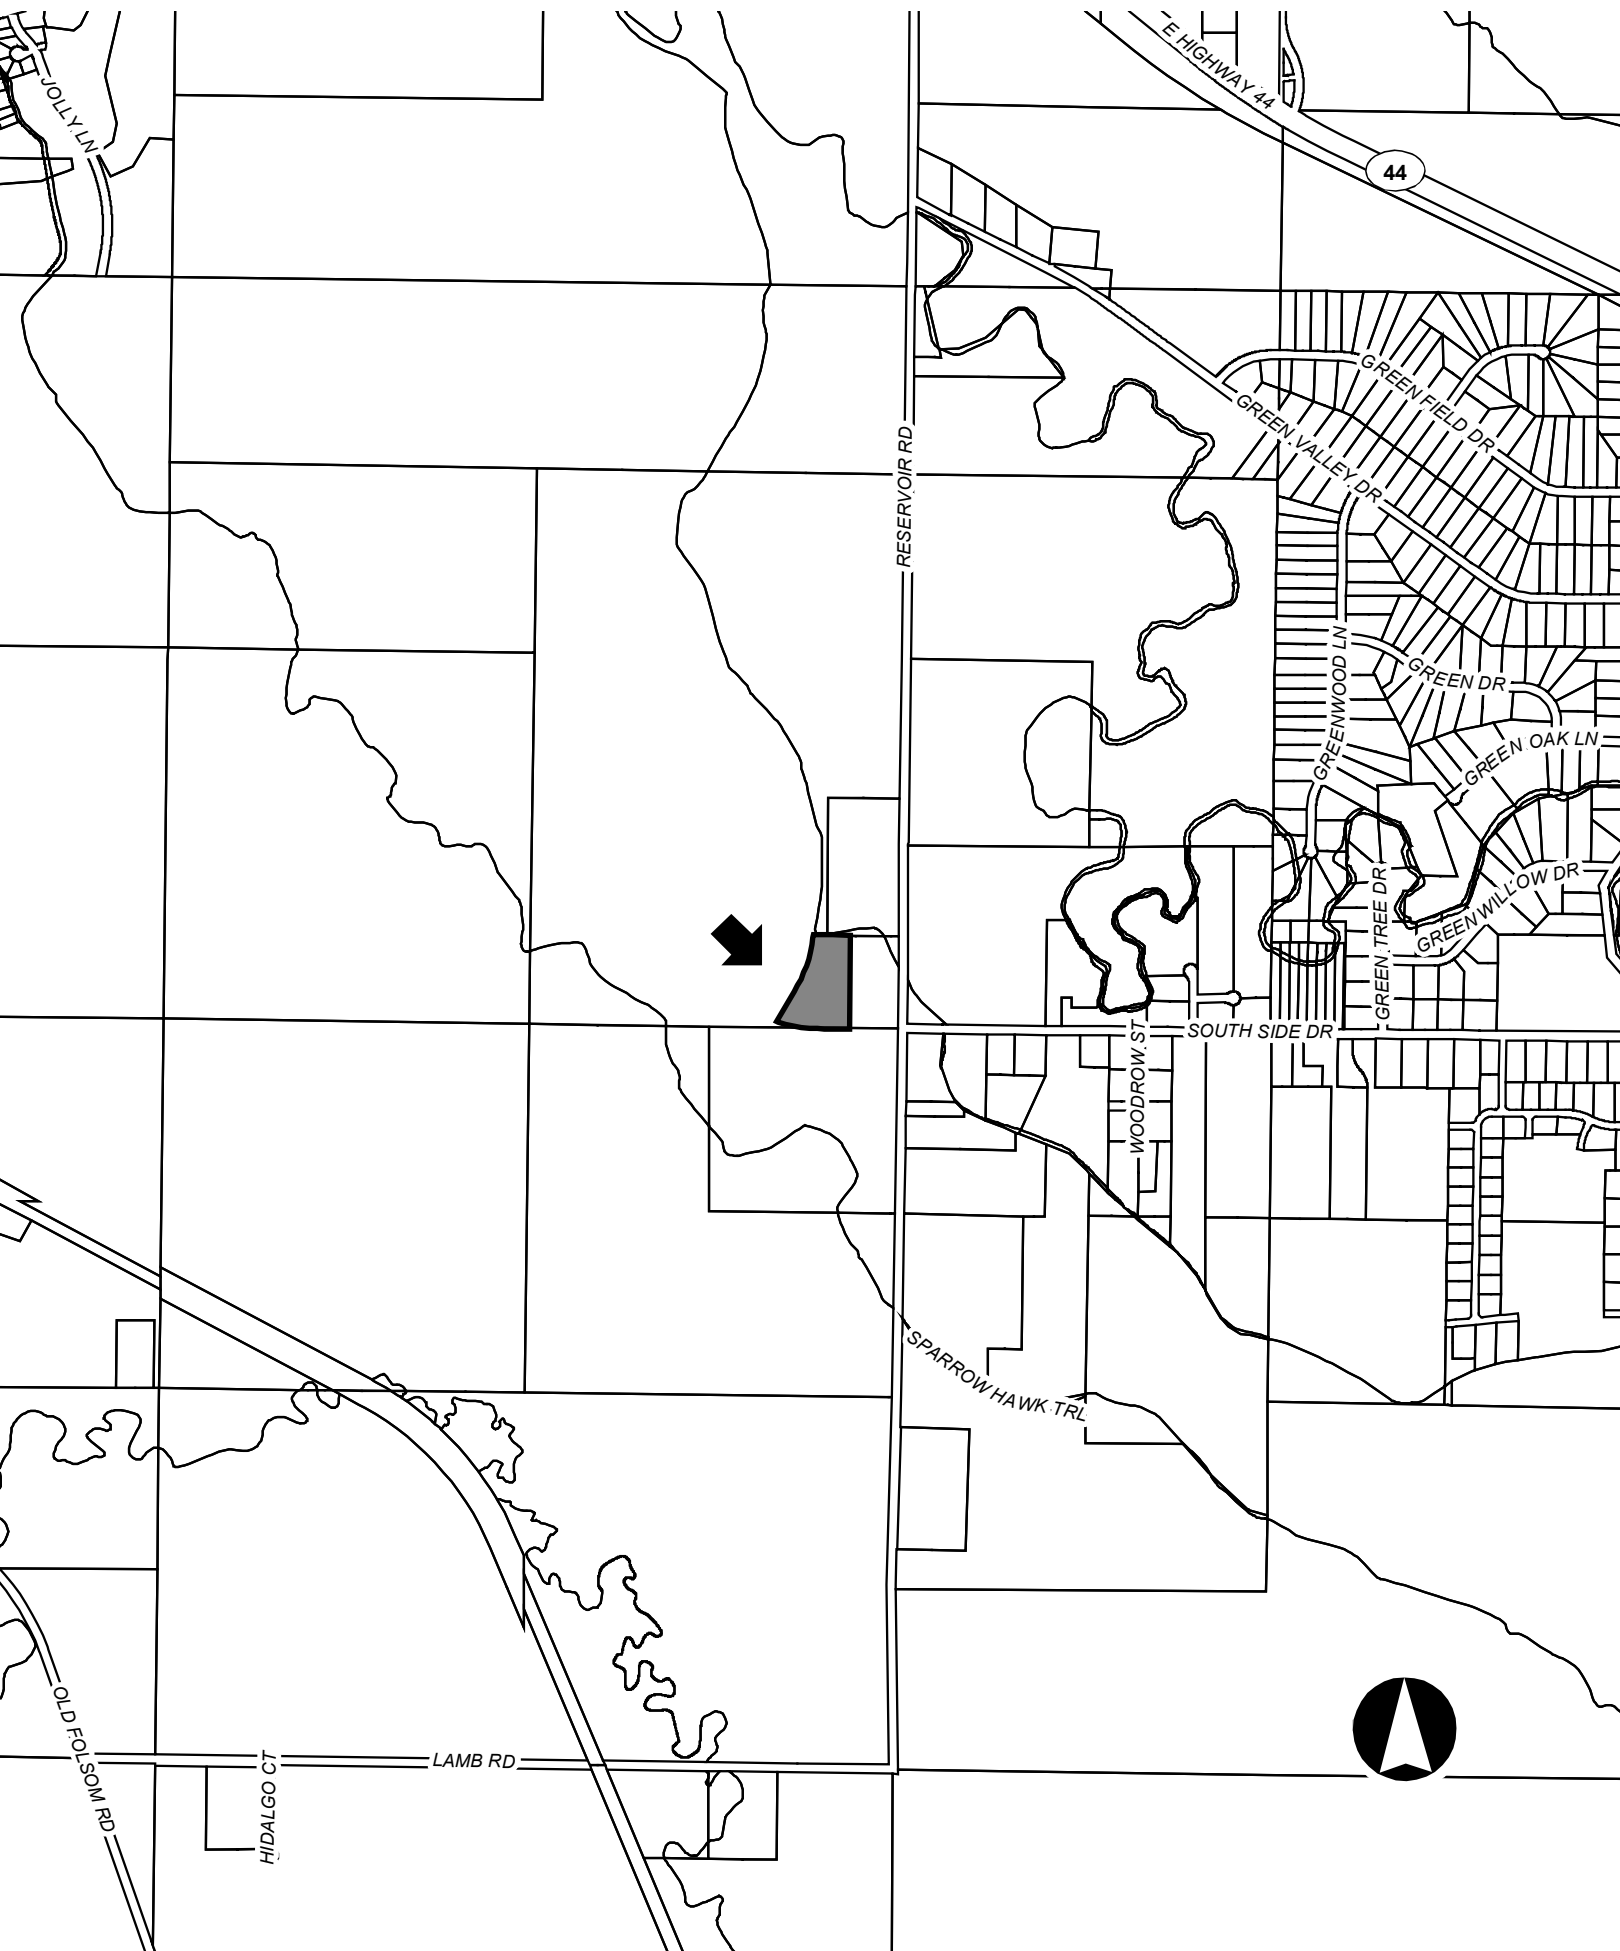 E HIGHWAY 44
JOLLY LN
44
GREEN FIELD DR
GREEN VALLEY DR
RESERVOIR RD
GREENWOOD LN
GREEN DR
GREEN OAK LN
GREEN TREE DR
GREEN WILLOW DR
SOUTH SIDE DR
WOODROW ST
SPARROW HAWK TRL
OLD FOLSOM RD
HIDALGO CT
LAMB RD